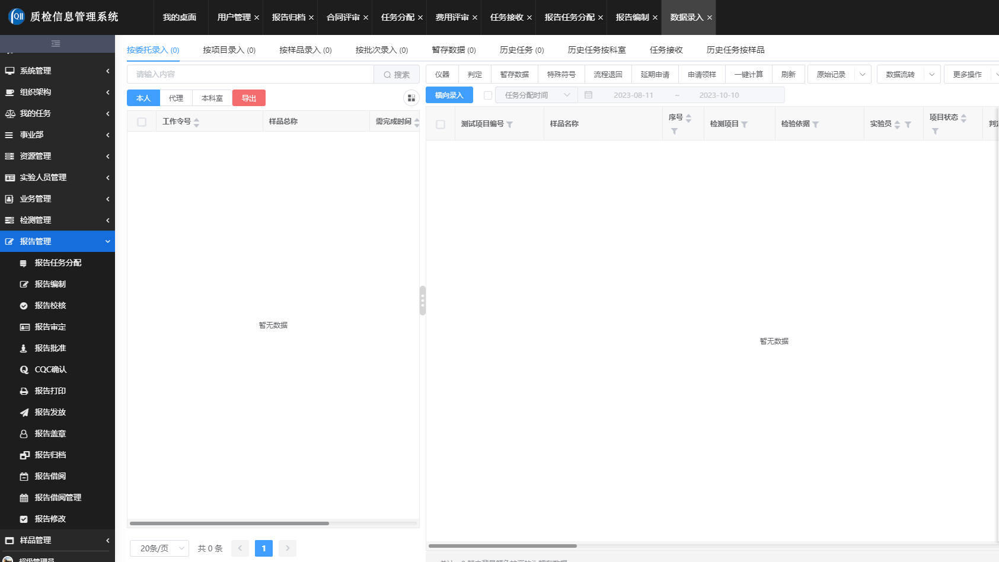 质检信息管理系统
我的桌面 用户管理 × 报告归档 × 合同评审 × 任务分配 × 费用评审 × 任务接收 × 报告任务分配 × 报告编制 × 数据录入 ×
系统管理
组织架构
我的任务
事业部
资源管理
实验人员管理
业务管理
检测管理
报告管理
报告任务分配
报告编制
报告校核
报告审定
报告批准
CQC确认
报告打印
报告发放
报告盖章
报告归档
报告借阅
报告借阅管理
报告修改
样品管理
超级管理员
按委托录入 (0) 按项目录入 (0) 按样品录入 (0) 按批次录入 (0) 暂存数据 (0) 历史任务 (0) 历史任务按科室 任务接收 历史任务按样品
请输入内容 搜索
本人 代理 本科室 导出
工作令号 样品总称 需完成时间
暂无数据
20条/页 共 0 条 1
仪器 判定 暂存数据 特殊符号 流程退回 延期申请 申请领样 一键计算 刷新 原始记录 数据流转 更多操作
横向录入 任务分配时间 2023-08-11 ~ 2023-10-10
测试项目编号 样品名称 序号 检测项目 检验依据 实验员 项目状态
暂无数据